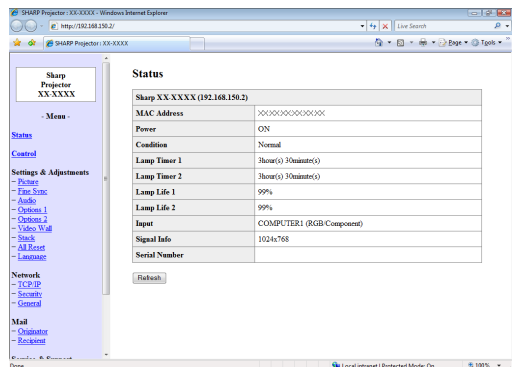 SHARP Projector : XX-XXXX - Windows Internet Explorer
http://192.168.150.2/
Live Search
SHARP Projector : XX-XXXX
Page
Tools
Sharp
Projector
XX-XXXX
- Menu -
Status
Control
Settings & Adjustments
- Picture
- Fine Sync
- Audio
- Options 1
- Options 2
- Video Wall
- Stack
- All Reset
- Language
Network
- TCP/IP
- Security
- General
Mail
- Originator
- Recipient
Service & Support
Status
Sharp XX-XXXX (192.168.150.2)
MAC Address XXXXXXXXXXXX
Power ON
Condition Normal
Lamp Timer 1 3hour(s) 30minute(s)
Lamp Timer 2 3hour(s) 30minute(s)
Lamp Life 1 99%
Lamp Life 2 99%
Input COMPUTER1 (RGB/Component)
Signal Info 1024x768
Serial Number
Refresh
Done
Local intranet | Protected Mode: On
100%